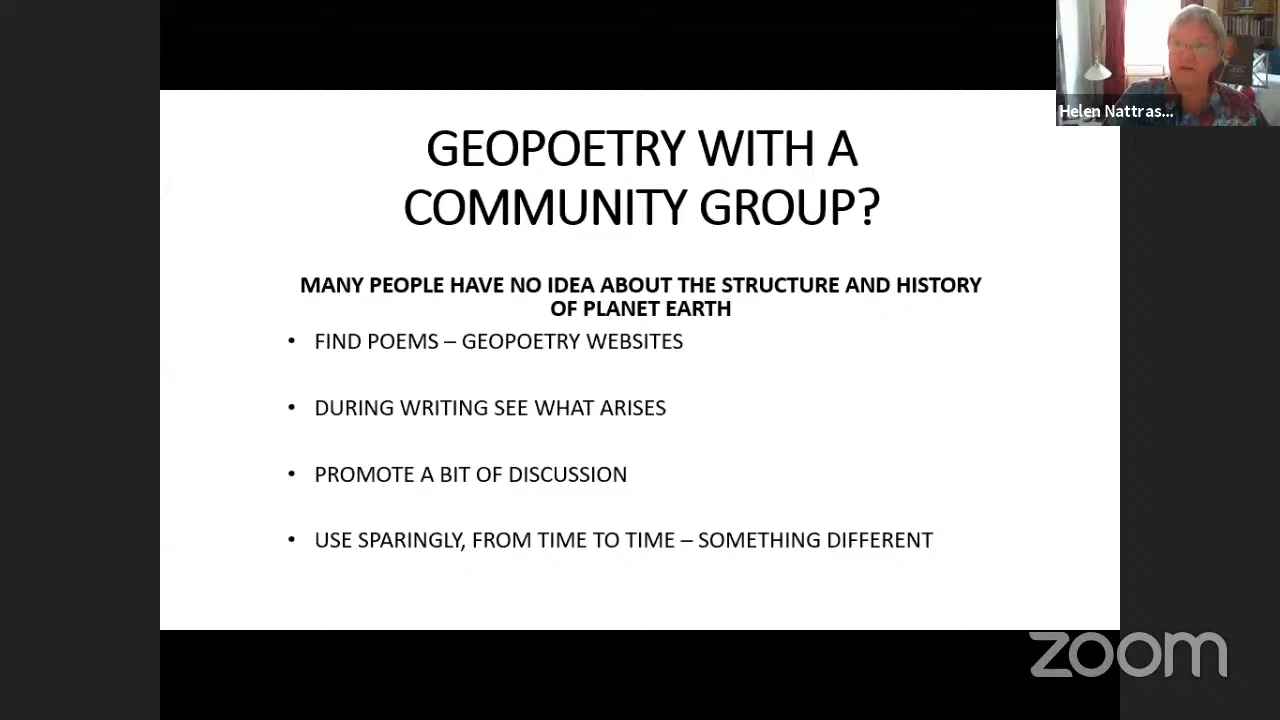 Helen Nattras...
GEOPOETRY WITH A
COMMUNITY GROUP?
MANY PEOPLE HAVE NO IDEA ABOUT THE STRUCTURE AND HISTORY
OF PLANET EARTH
• FIND POEMS – GEOPOETRY WEBSITES
• DURING WRITING SEE WHAT ARISES
• PROMOTE A BIT OF DISCUSSION
• USE SPARINGLY, FROM TIME TO TIME – SOMETHING DIFFERENT
zoom